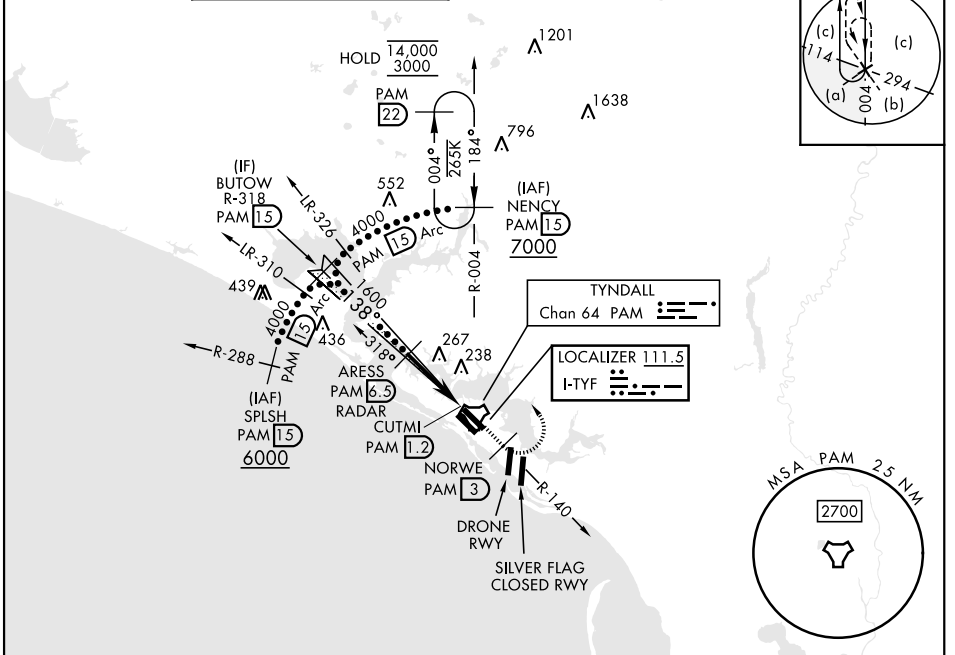 HOLD 14,000
3000
PAM
22
004°
265K
184°
1201
1638
796
552
(IAF)
NENCY
PAM 15
7000
R-004
(IF)
BUTOW
R-318
PAM 15
LR-326
4000
PAM 15 Arc
LR-310
439
4000
PAM 15 Arc
436
1600
138°
318°
R-288
(IAF)
SPLSH
PAM 15
6000
ARESS
PAM 6.5
RADAR
267
238
CUTMI
PAM 1.2
NORWE
PAM 3
R-140
DRONE
RWY
SILVER FLAG
CLOSED RWY
TYNDALL
Chan 64 PAM
LOCALIZER 111.5
I-TYF
(c)
(c)
114
294
(a)
(b)
004
MSA PAM 25 NM
2700